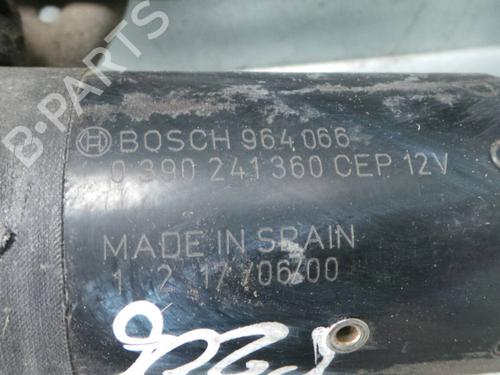 B-PARTS
BOSCH 964 066
0 390 241 360 CEP 12V
MADE IN SPAIN
1 2 17/06/00